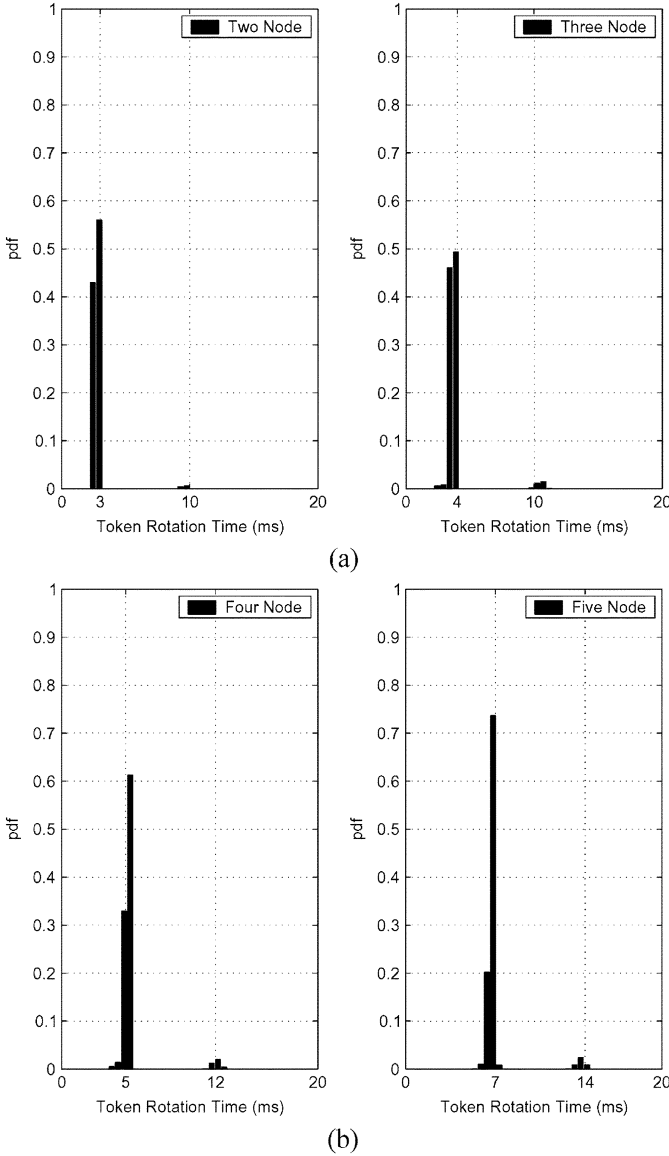 Two Node
1
0.9
0.8
0.7
0.6
0.5
0.4
0.3
0.2
0.1
0
pdf
0 3 10 20
Token Rotation Time (ms)
Three Node
1
0.9
0.8
0.7
0.6
0.5
0.4
0.3
0.2
0.1
0
pdf
0 4 10 20
Token Rotation Time (ms)
(a)
Four Node
1
0.9
0.8
0.7
0.6
0.5
0.4
0.3
0.2
0.1
0
pdf
0 5 12 20
Token Rotation Time (ms)
Five Node
1
0.9
0.8
0.7
0.6
0.5
0.4
0.3
0.2
0.1
0
pdf
0 7 14 20
Token Rotation Time (ms)
(b)